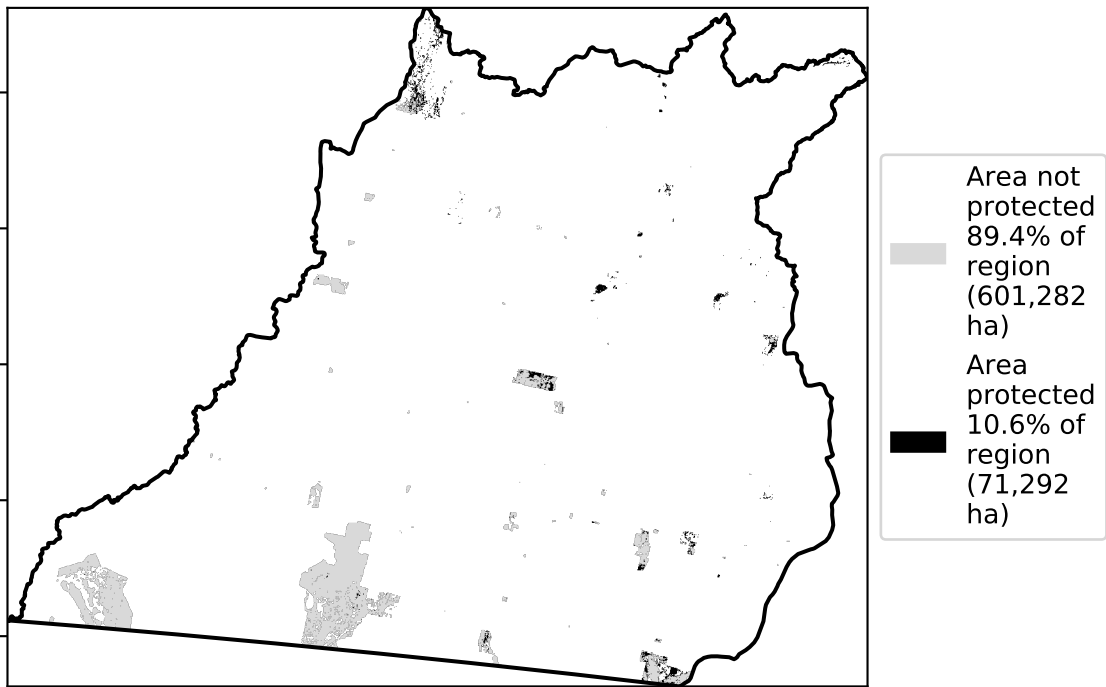 Area not
protected
89.4% of
region
(601,282
ha)
Area
protected
10.6% of
region
(71,292
ha)